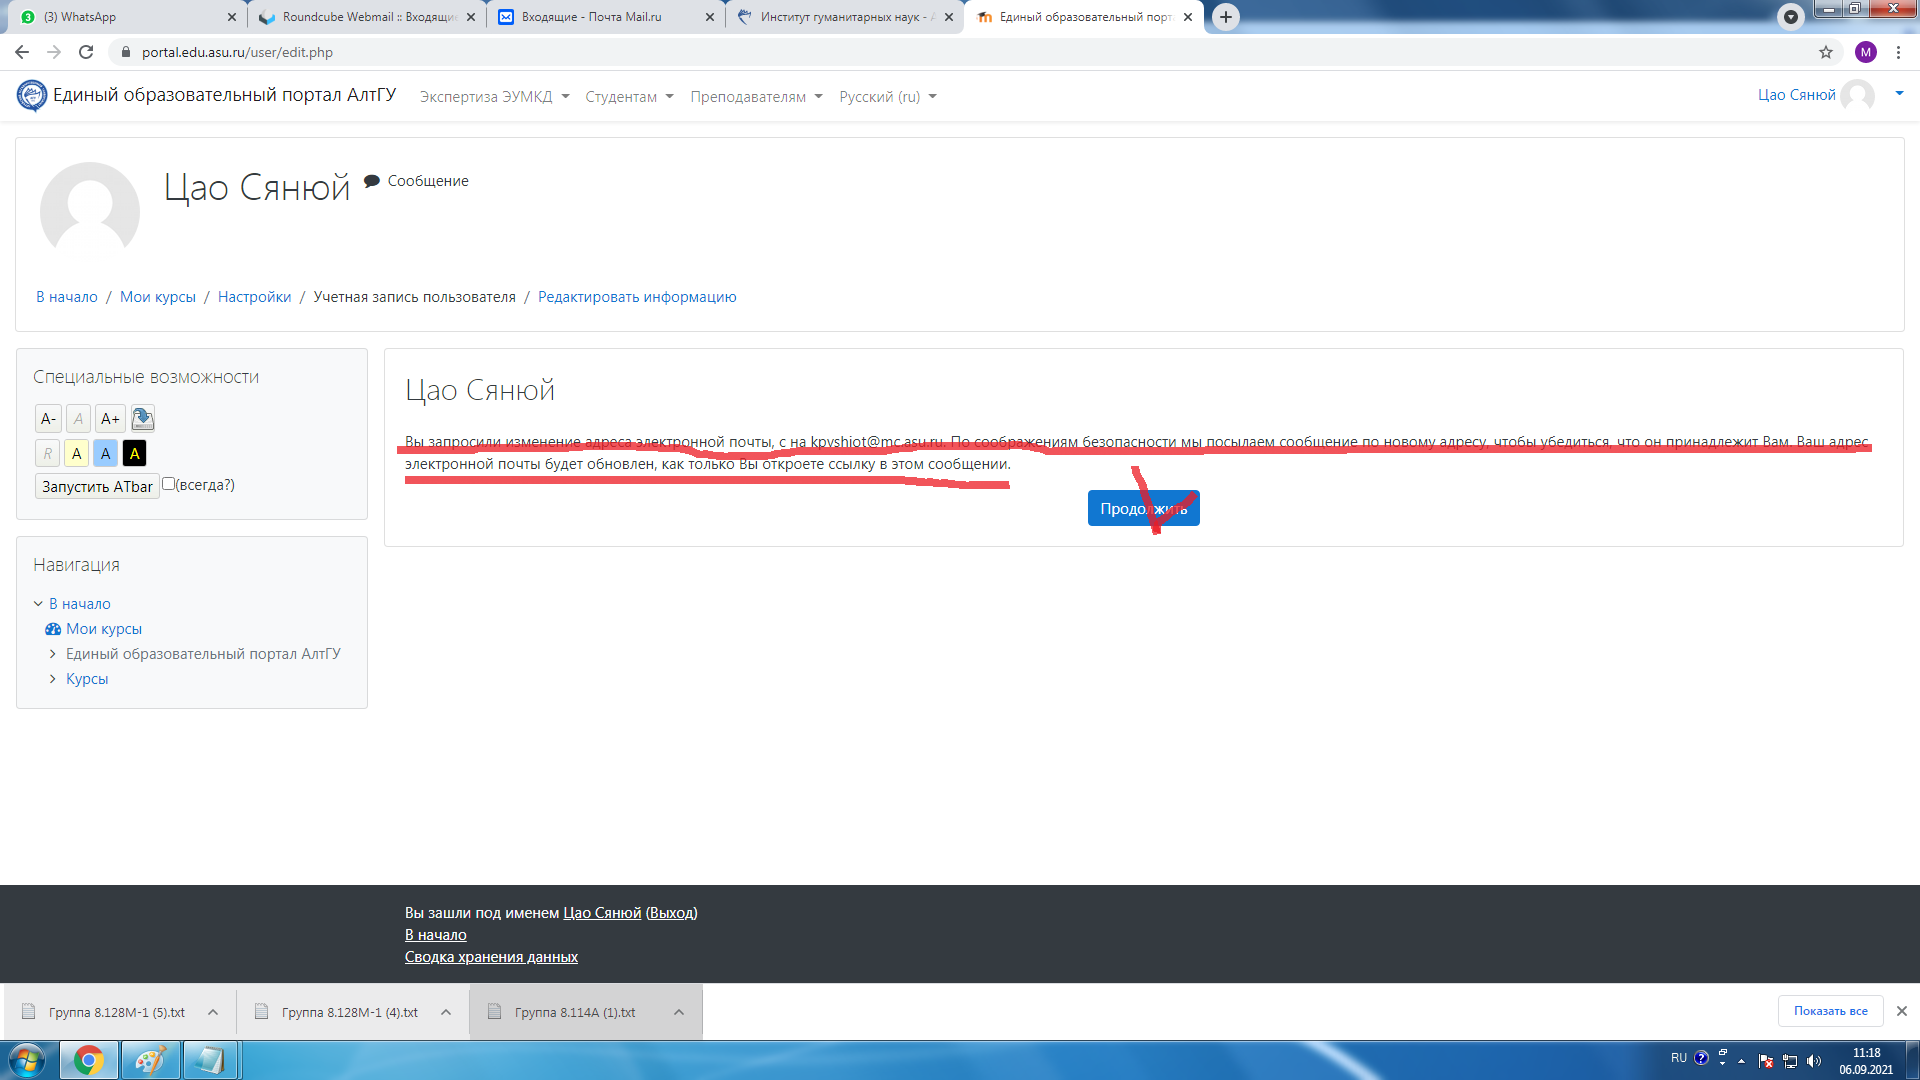 (3) WhatsApp
Roundcube Webmail :: Входящие
Входящие - Почта Mail.ru
Институт гуманитарных наук - А
Единый образовательный порт
portal.edu.asu.ru/user/edit.php
M
Единый образовательный портал АлтГУ
Экспертиза ЭУМКД
Студентам
Преподавателям
Русский (ru)
Цао Сянюй
Цао Сянюй
Сообщение
В начало / Мои курсы / Настройки / Учетная запись пользователя / Редактировать информацию
Специальные возможности
A- A A+
R A A A
Запустить ATbar (всегда?)
Навигация
В начало
Мои курсы
Единый образовательный портал АлтГУ
Курсы
Цао Сянюй
Вы запросили изменение адреса электронной почты, с на kpvshiot@mc.asu.ru. По соображениям безопасности мы посылаем сообщение по новому адресу, чтобы убедиться, что он принадлежит Вам. Ваш адрес
электронной почты будет обновлен, как только Вы откроете ссылку в этом сообщении.
Продолжить
Вы зашли под именем Цао Сянюй (Выход)
В начало
Сводка хранения данных
Группа 8.128М-1 (5).txt
Группа 8.128М-1 (4).txt
Группа 8.114А (1).txt
Показать все
RU
11:18
06.09.2021